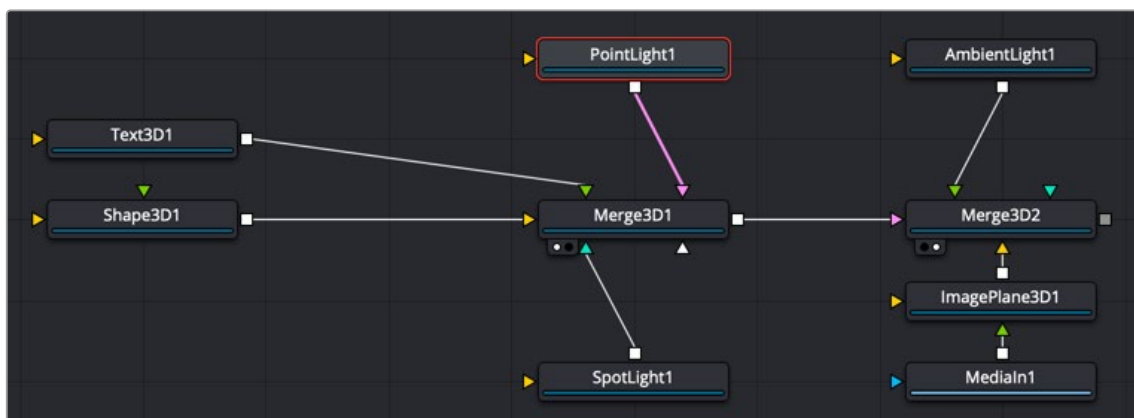 PointLight1
AmbientLight1
Text3D1
Shape3D1
Merge3D1
Merge3D2
ImagePlane3D1
SpotLight1
MediaIn1